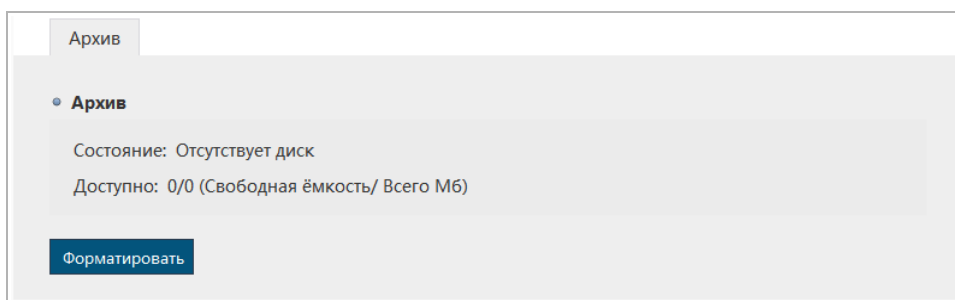 Архив
Архив
Состояние: Отсутствует диск
Доступно: 0/0 (Свободная ёмкость/ Всего Мб)
Форматировать